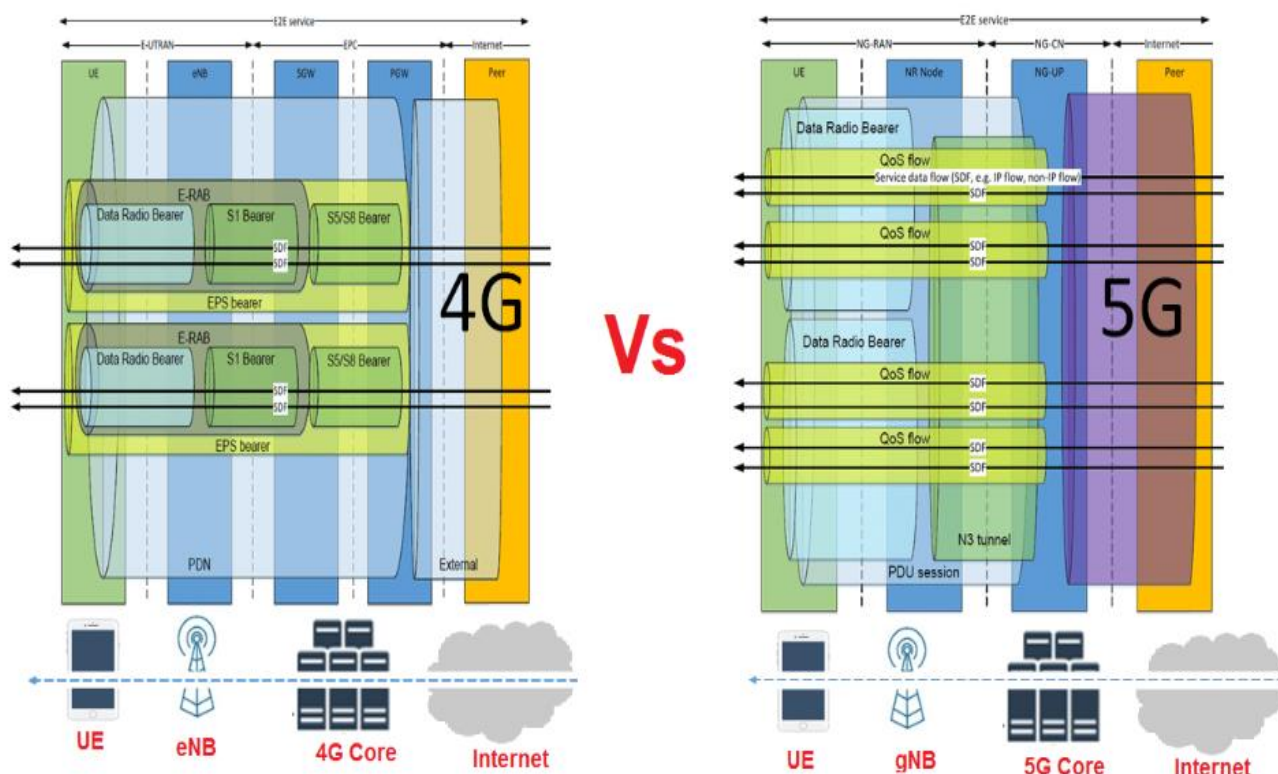 E2E service
E-UTRAN
EPC
Internet
UE
eNB
SGW
PGW
Peer
E-RAB
Data Radio Bearer
S1 Bearer
S5/S8 Bearer
SDF
SDF
EPS bearer
E-RAB
Data Radio Bearer
S1 Bearer
S5/S8 Bearer
SDF
SDF
EPS bearer
PDN
External
4G
UE
eNB
4G Core
Internet
Vs
E2E service
NG-RAN
NG-CN
Internet
UE
NR Node
NG-UP
Peer
Data Radio Bearer
QoS flow
Service data flow (SDF, e.g. IP flow, non-IP flow)
SDF
QoS flow
SDF
SDF
5G
Data Radio Bearer
QoS flow
SDF
SDF
QoS flow
SDF
SDF
N3 tunnel
PDU session
UE
gNB
5G Core
Internet